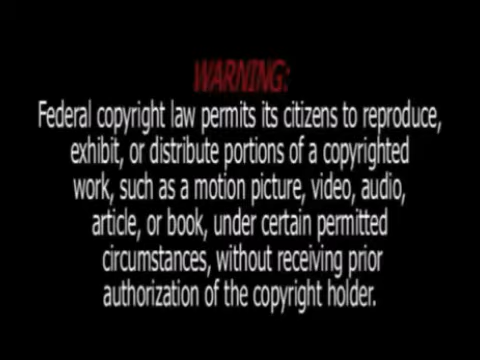 WARNING:
Federal copyright law permits its citizens to reproduce,
exhibit, or distribute portions of a copyrighted
work, such as a motion picture, video, audio,
article, or book, under certain permitted
circumstances, without receiving prior
authorization of the copyright holder.